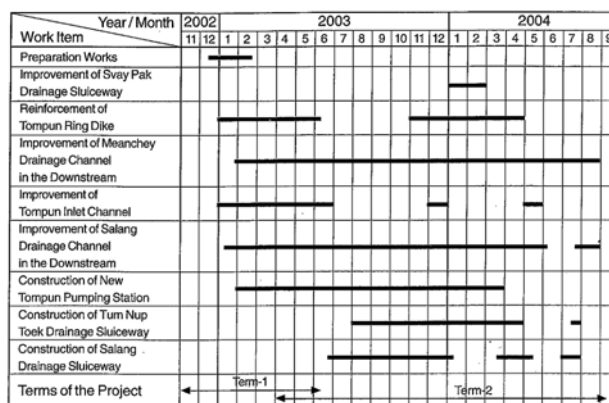 Year / Month 2002 2003 2004
Work Item 11 12 1 2 3 4 5 6 7 8 9 10 11 12 1 2 3 4 5 6 7 8 9
Preparation Works
Improvement of Svay Pak
Drainage Sluiceway
Reinforcement of
Tompun Ring Dike
Improvement of Meanchey
Drainage Channel
in the Downstream
Improvement of
Tompun Inlet Channel
Improvement of Salang
Drainage Channel
in the Downstream
Construction of New
Tompun Pumping Station
Construction of Tum Nup
Toek Drainage Sluiceway
Construction of Salang
Drainage Sluiceway
Terms of the Project Term-1 Term-2